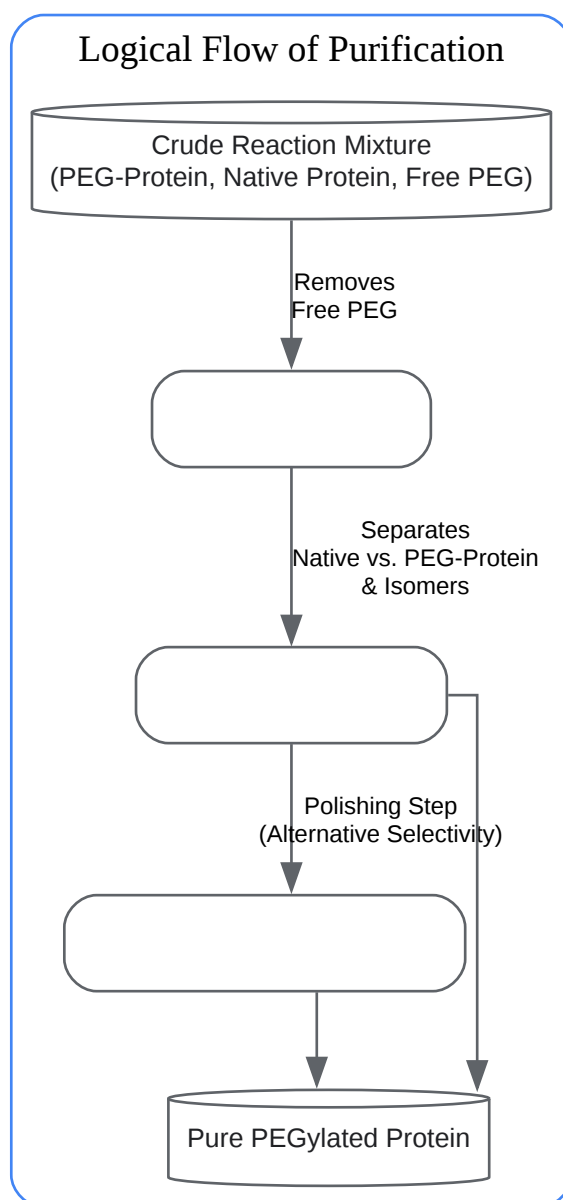 Logical Flow of Purification
Crude Reaction Mixture
(PEG-Protein, Native Protein, Free PEG)
Removes
Free PEG
Separates
Native vs. PEG-Protein
& Isomers
Polishing Step
(Alternative Selectivity)
Pure PEGylated Protein